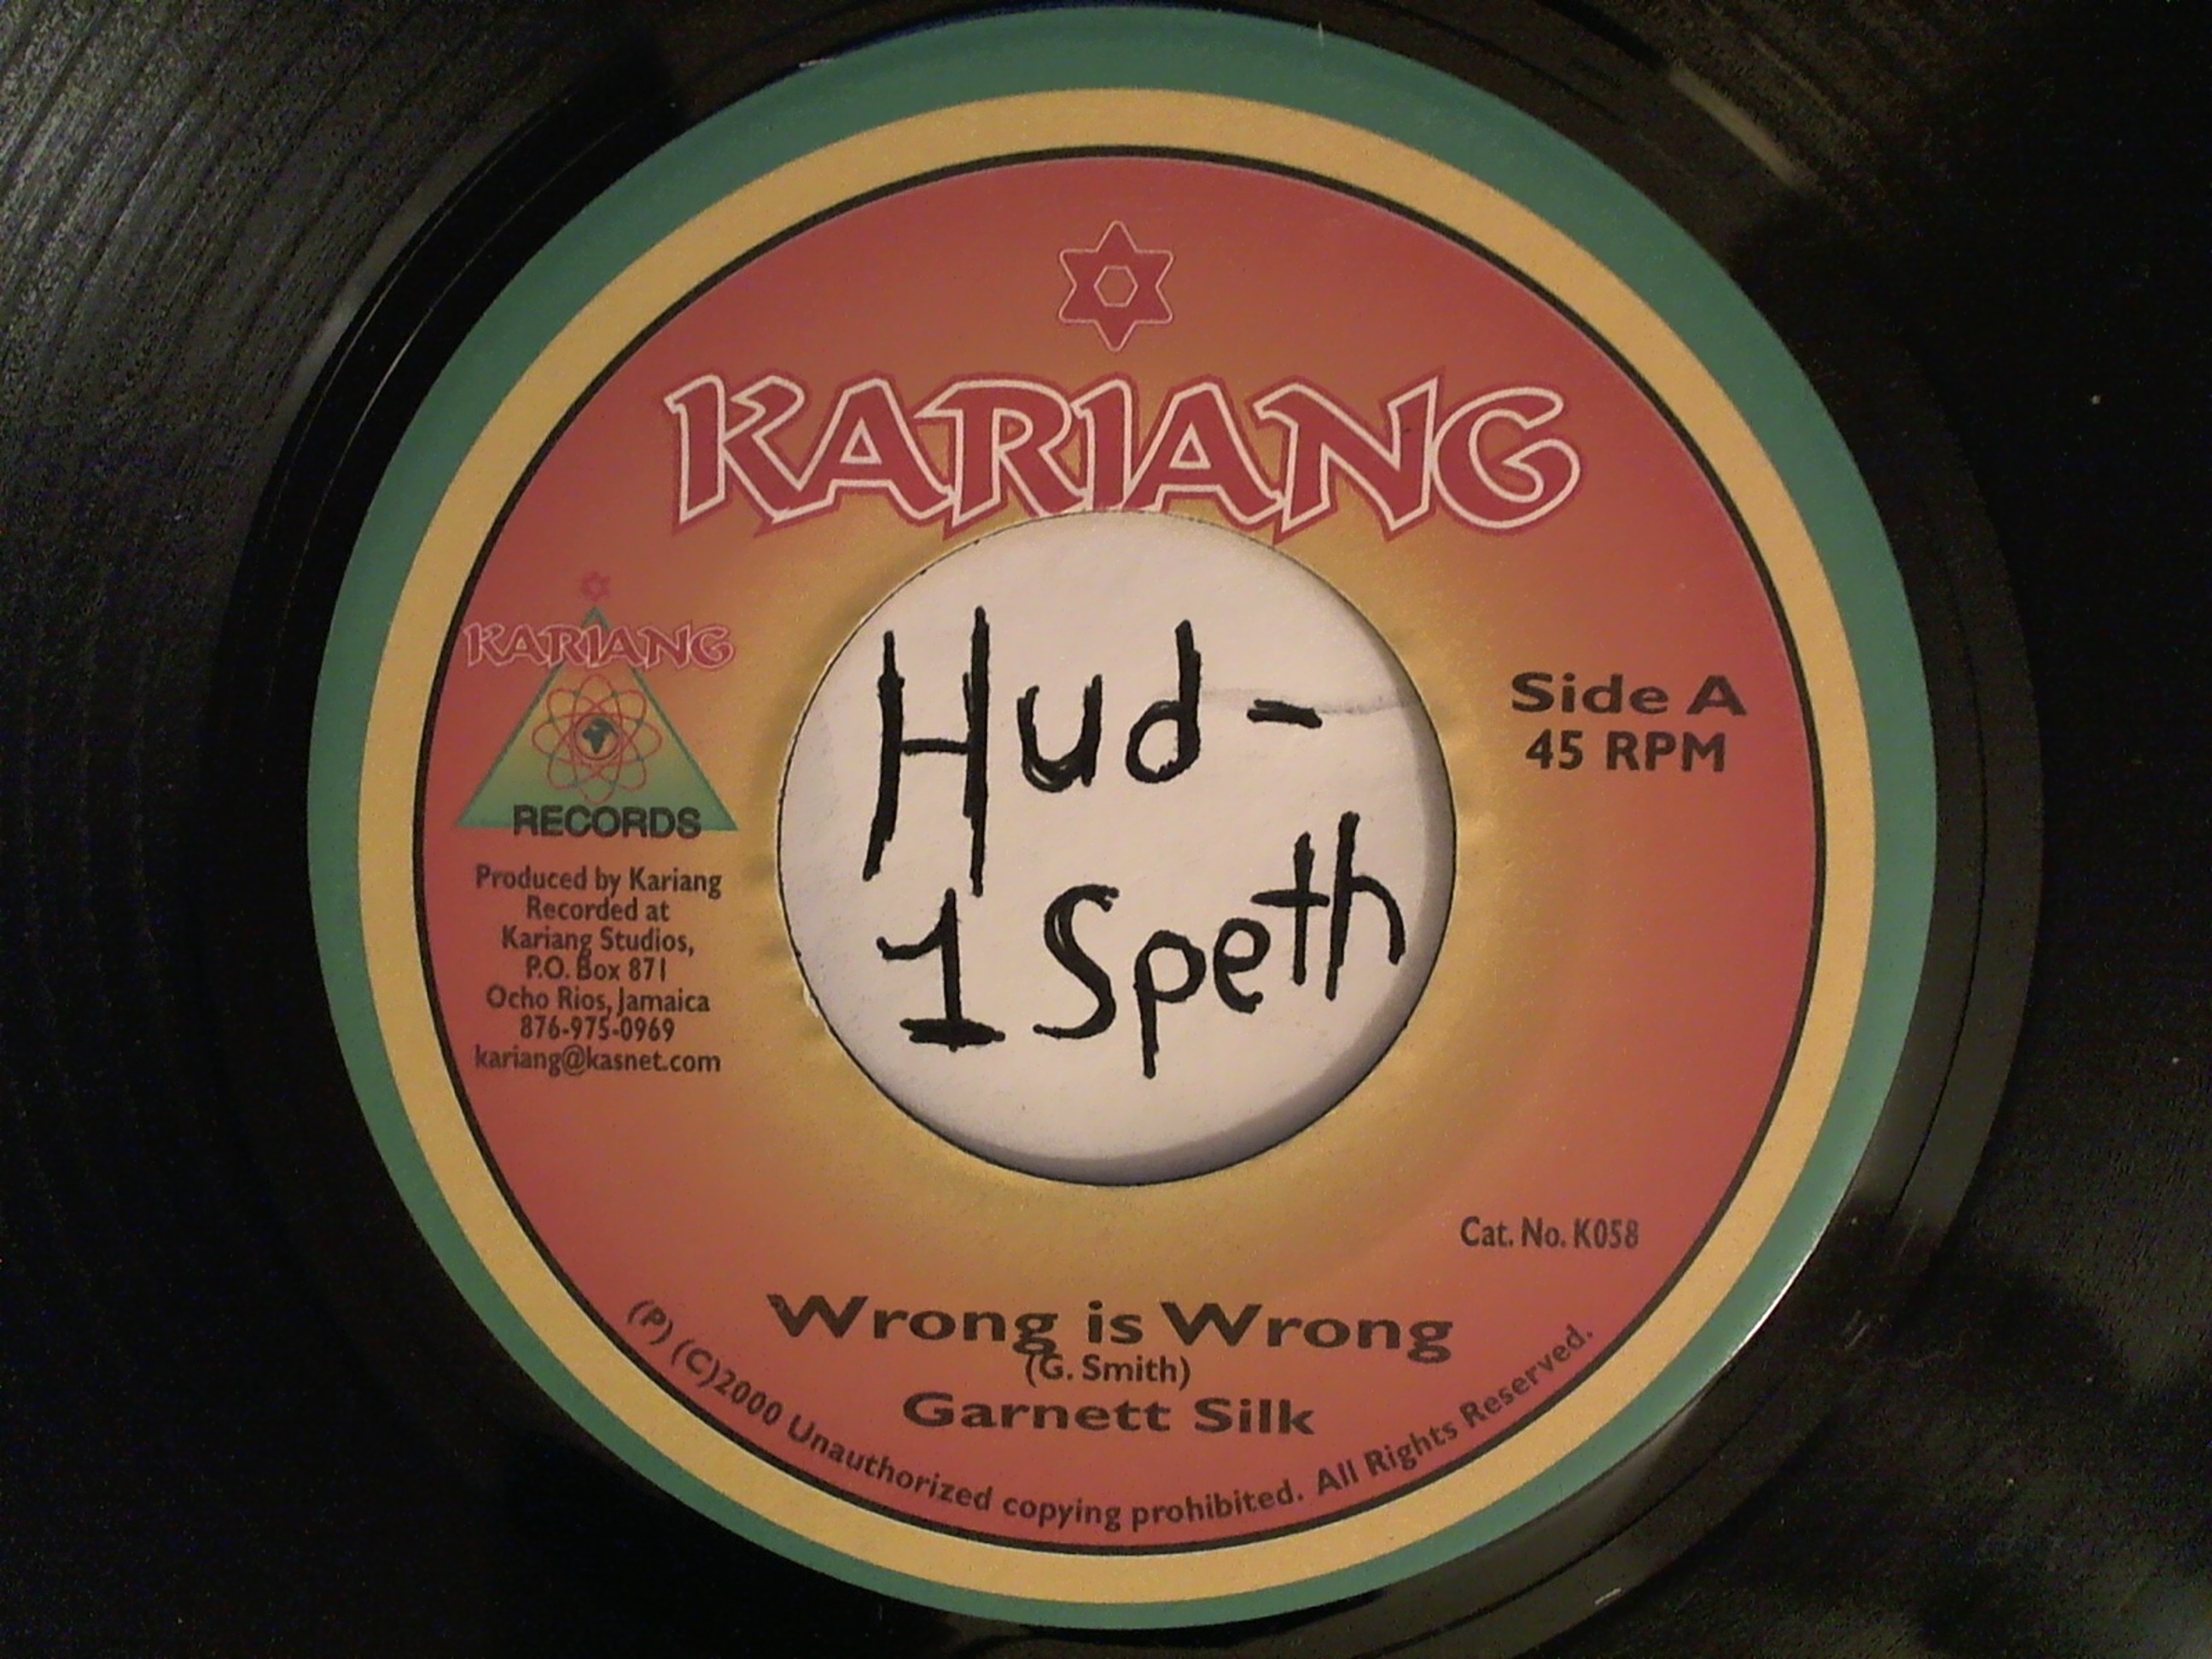 KARIANG
KARIANG
RECORDS
Produced by Kariang
Recorded at
Kariang Studios,
P.O. Box 871
Ocho Rios, Jamaica
876-975-0969
kariang@kasnet.com
Hud-
1 Speth
Side A
45 RPM
Cat. No. K058
Wrong is Wrong
(G. Smith)
Garnett Silk
(P) (C)2000 Unauthorized copying prohibited. All Rights Reserved.